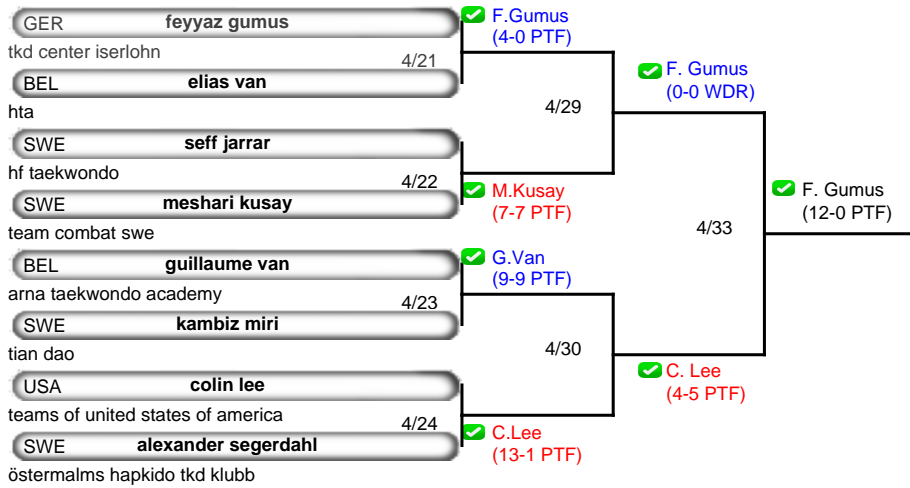 GER feyyaz gumus
tkd center iserlohn
4/21
BEL elias van
hta
SWE seff jarrar
hf taekwondo
4/22
SWE meshari kusay
team combat swe
BEL guillaume van
arna taekwondo academy
4/23
SWE kambiz miri
tian dao
USA colin lee
teams of united states of america
4/24
SWE alexander segerdahl
östermalms hapkido tkd klubb
F.Gumus
(4-0 PTF)
4/29
M.Kusay
(7-7 PTF)
G.Van
(9-9 PTF)
4/30
C.Lee
(13-1 PTF)
F. Gumus
(0-0 WDR)
4/33
C. Lee
(4-5 PTF)
F. Gumus
(12-0 PTF)